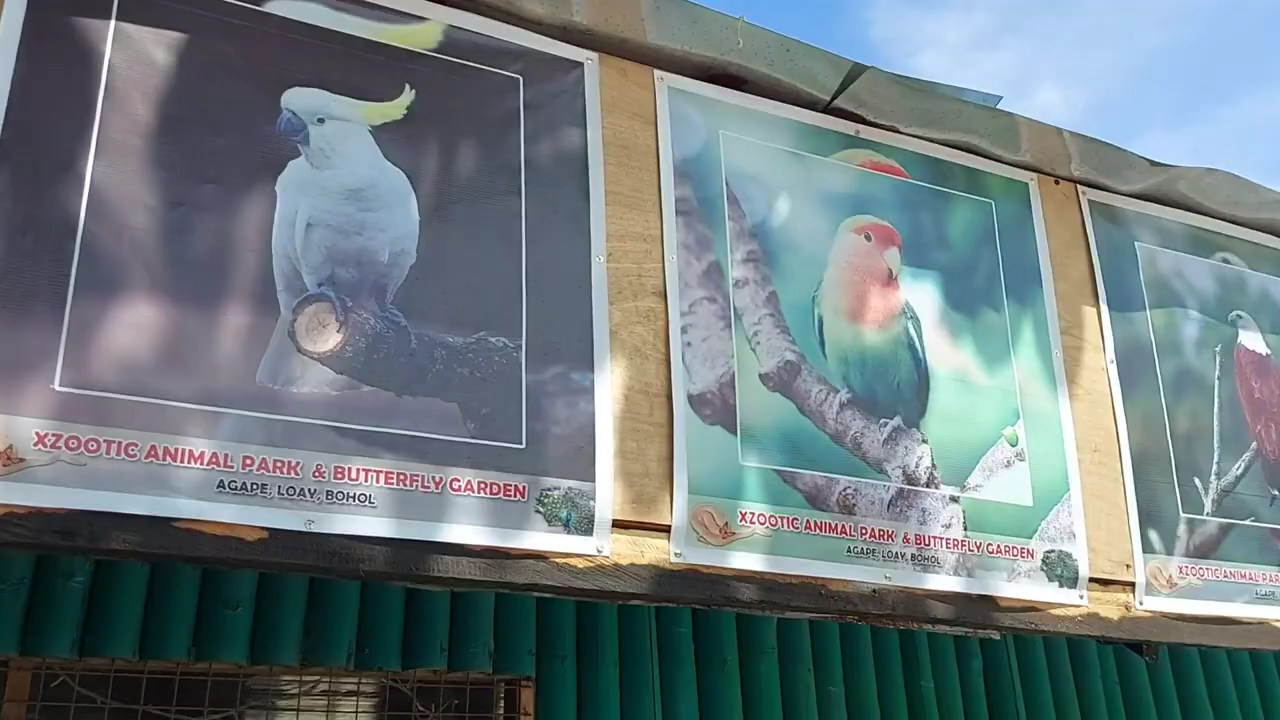 XZOOTIC ANIMAL PARK & BUTTERFLY GARDEN
AGAPE, LOAY, BOHOL
XZOOTIC ANIMAL PARK & BUTTERFLY GARDEN
AGAPE, LOAY, BOHOL
XZOOTIC ANIMAL PAR